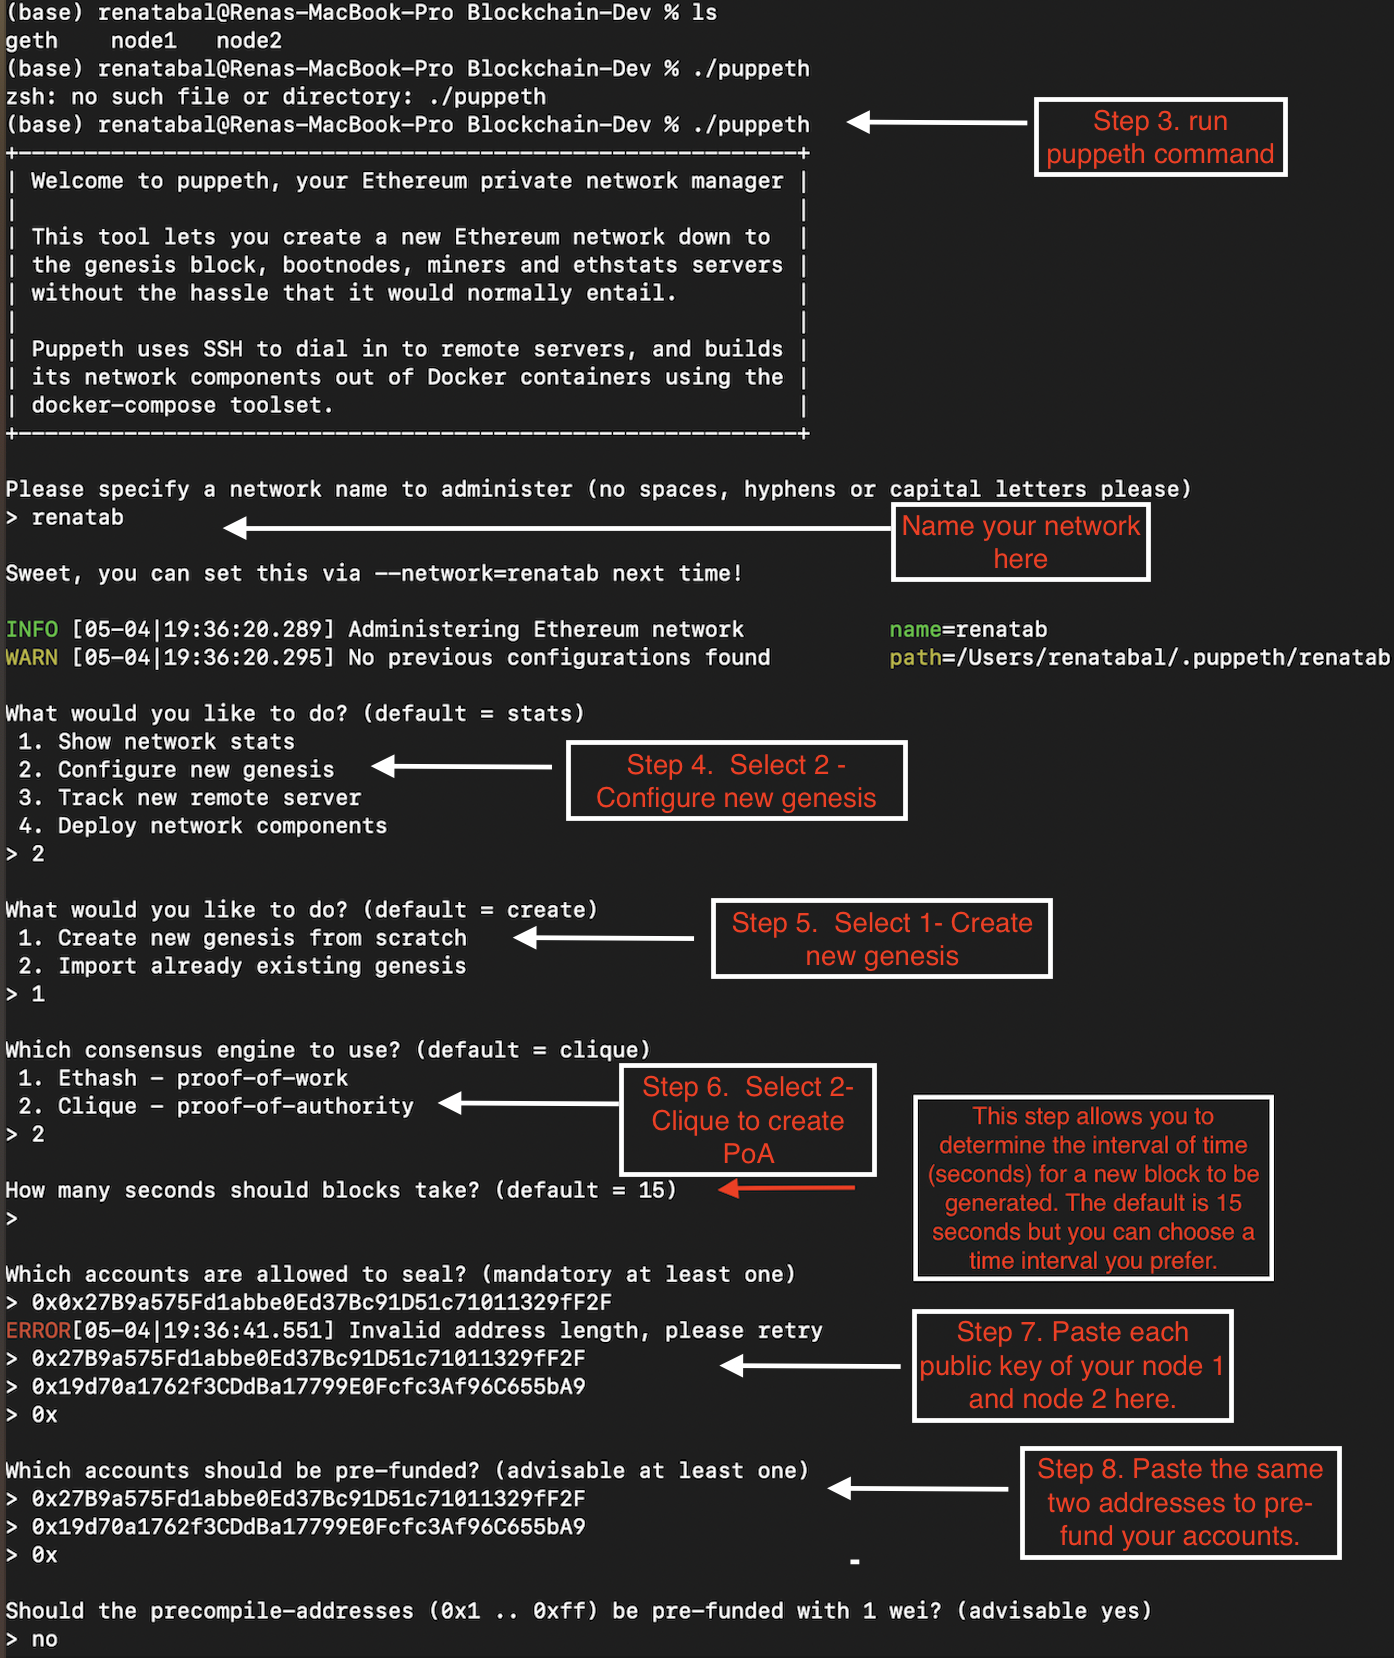 (base) renatabal@Renas-MacBook-Pro Blockchain-Dev % ls
geth    node1   node2
(base) renatabal@Renas-MacBook-Pro Blockchain-Dev % ./puppeth
zsh: no such file or directory: ./puppeth
(base) renatabal@Renas-MacBook-Pro Blockchain-Dev % ./puppeth
Step 3. run
puppeth command
+-----------------------------------------------------------+
| Welcome to puppeth, your Ethereum private network manager |
|                                                           |
| This tool lets you create a new Ethereum network down to  |
| the genesis block, bootnodes, miners and ethstats servers |
| without the hassle that it would normally entail.         |
|                                                           |
| Puppeth uses SSH to dial in to remote servers, and builds |
| its network components out of Docker containers using the |
| docker-compose toolset.                                   |
+-----------------------------------------------------------+
Please specify a network name to administer (no spaces, hyphens or capital letters please)
> renatab
Name your network
here
Sweet, you can set this via --network=renatab next time!
INFO [05-04|19:36:20.289] Administering Ethereum network           name=renatab
WARN [05-04|19:36:20.295] No previous configurations found         path=/Users/renatabal/.puppeth/renatab
What would you like to do? (default = stats)
1. Show network stats
2. Configure new genesis
3. Track new remote server
4. Deploy network components
> 2
Step 4.  Select 2 -
Configure new genesis
What would you like to do? (default = create)
1. Create new genesis from scratch
2. Import already existing genesis
> 1
Step 5.  Select 1- Create
new genesis
Which consensus engine to use? (default = clique)
1. Ethash - proof-of-work
2. Clique - proof-of-authority
> 2
Step 6.  Select 2-
Clique to create
PoA
How many seconds should blocks take? (default = 15)
>
This step allows you to
determine the interval of time
(seconds) for a new block to be
generated. The default is 15
seconds but you can choose a
time interval you prefer.
Which accounts are allowed to seal? (mandatory at least one)
> 0x0x27B9a575Fd1abbe0Ed37Bc91D51c71011329fF2F
ERROR[05-04|19:36:41.551] Invalid address length, please retry
> 0x27B9a575Fd1abbe0Ed37Bc91D51c71011329fF2F
> 0x19d70a1762f3CDdBa17799E0Fcfc3Af96C655bA9
> 0x
Step 7. Paste each
public key of your node 1
and node 2 here.
Which accounts should be pre-funded? (advisable at least one)
> 0x27B9a575Fd1abbe0Ed37Bc91D51c71011329fF2F
> 0x19d70a1762f3CDdBa17799E0Fcfc3Af96C655bA9
> 0x
Step 8. Paste the same
two addresses to pre-
fund your accounts.
Should the precompile-addresses (0x1 .. 0xff) be pre-funded with 1 wei? (advisable yes)
> no